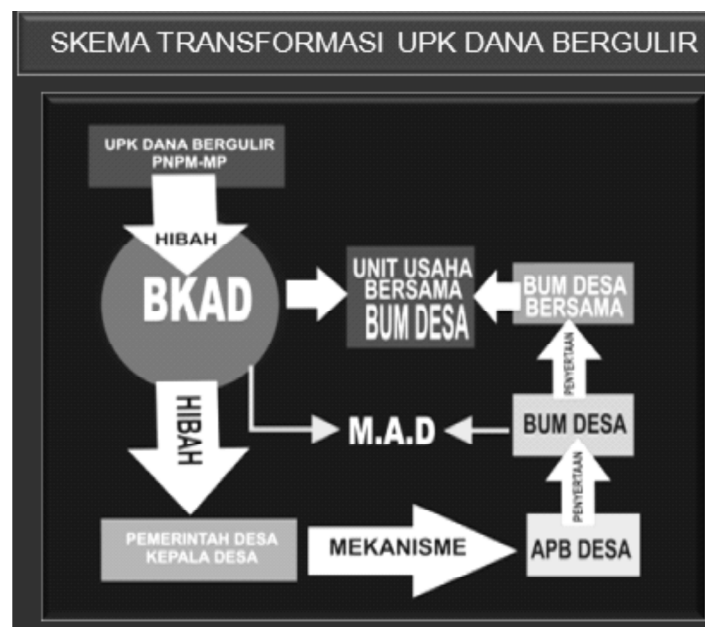 SKEMA TRANSFORMASI UPK DANA BERGULIR
UPK DANA BERGULIR
PNPM-MP
HIBAH
BKAD
UNIT USAHA
BERSAMA
BUM DESA
BUM DESA
BERSAMA
PENYERTAAN
HIBAH
M.A.D
BUM DESA
PENYERTAAN
PEMERINTAH DESA
KEPALA DESA
MEKANISME
APB DESA